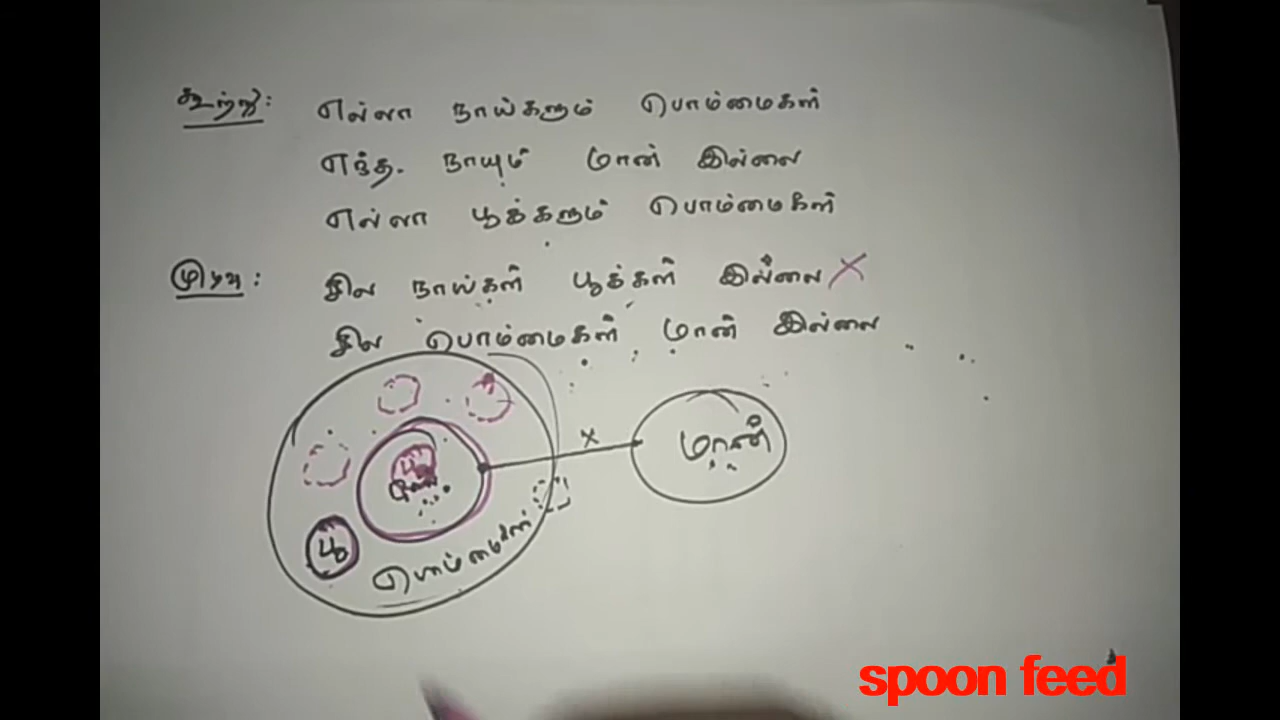 கூற்று: எல்லா நாய்களும் பொம்மைகள்
எந்த நாயும் மான் இல்லை
எல்லா பூக்களும் பொம்மைகள்
முடிவு: சில நாய்கள் பூக்கள் இல்லை ✗
சில பொம்மைகள் மான் இல்லை
மான்
பூ
பூ
பொம்மைகள்
spoon feed